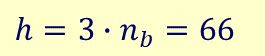 h = 3 · n_b = 66